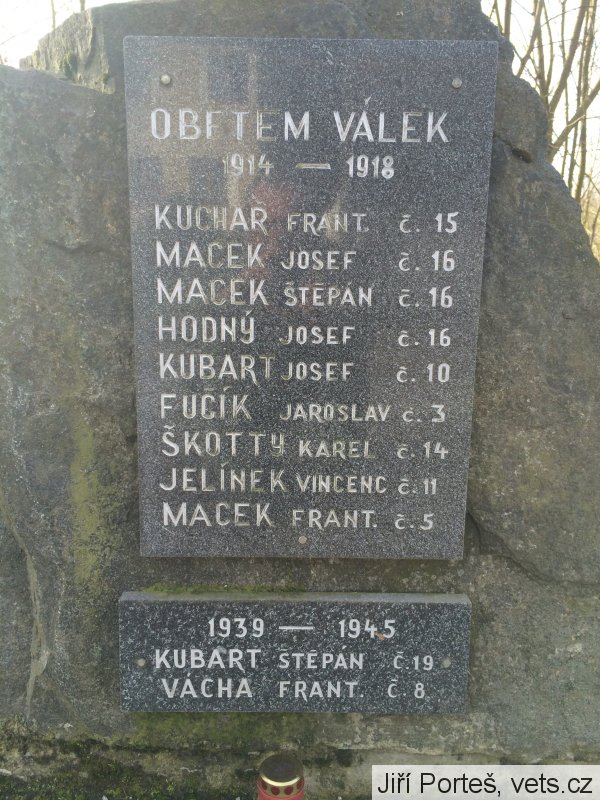 OBĚTEM VÁLEK
1914 — 1918
KUCHAŘ FRANT. č. 15
MACEK JOSEF č. 16
MACEK ŠTĚPÁN č. 16
HODNÝ JOSEF č. 16
KUBART JOSEF č. 10
FUČÍK JAROSLAV č. 3
ŠKOTTY KAREL č. 14
JELÍNEK VINCENC č. 11
MACEK FRANT. č. 5
1939 — 1945
KUBART ŠTĚPÁN č. 19
VÁCHA FRANT. č. 8
Jiří Porteš, vets.cz